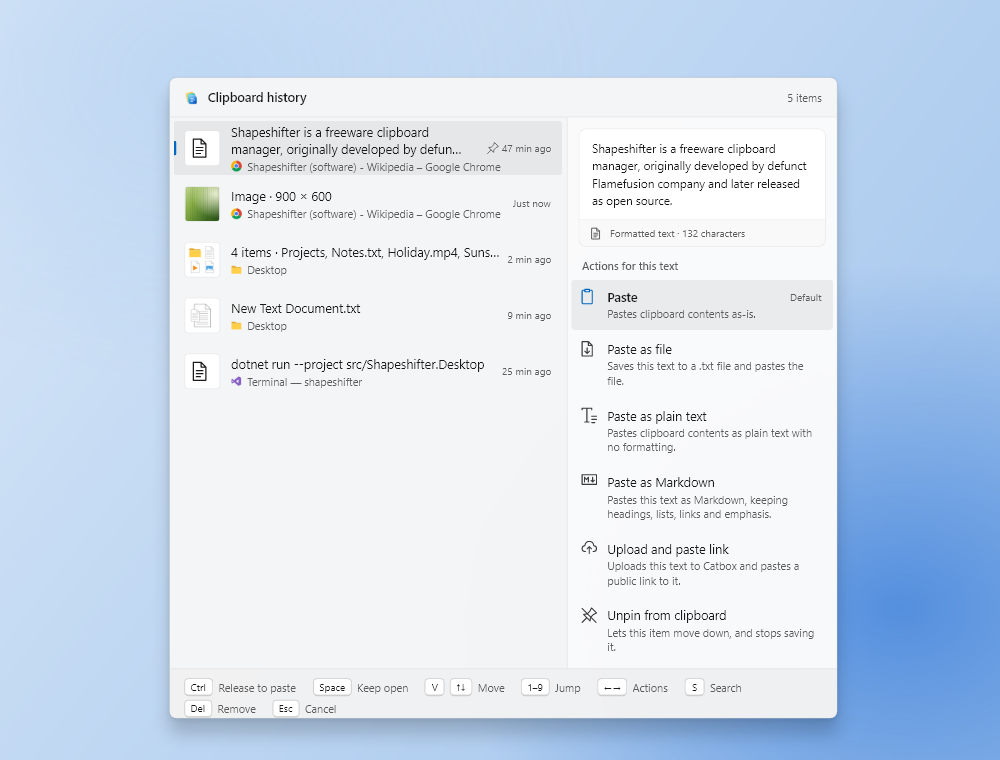 Clipboard history
5 items
Shapeshifter is a freeware clipboard
manager, originally developed by defun...
47 min ago
Shapeshifter (software) - Wikipedia – Google Chrome
Image · 900 × 600
Just now
Shapeshifter (software) - Wikipedia – Google Chrome
4 items · Projects, Notes.txt, Holiday.mp4, Suns...
2 min ago
Desktop
New Text Document.txt
9 min ago
Desktop
dotnet run --project src/Shapeshifter.Desktop
25 min ago
Terminal — shapeshifter
Shapeshifter is a freeware clipboard
manager, originally developed by defunct
Flamefusion company and later released
as open source.
Formatted text · 132 characters
Actions for this text
Paste
Default
Pastes clipboard contents as-is.
Paste as file
Saves this text to a .txt file and pastes the
file.
Paste as plain text
Pastes clipboard contents as plain text with
no formatting.
M↓
Paste as Markdown
Pastes this text as Markdown, keeping
headings, lists, links and emphasis.
Upload and paste link
Uploads this text to Catbox and pastes a
public link to it.
Unpin from clipboard
Lets this item move down, and stops saving
it.
Ctrl Release to paste Space Keep open V ↑↓ Move 1–9 Jump ←→ Actions S Search
Del Remove Esc Cancel